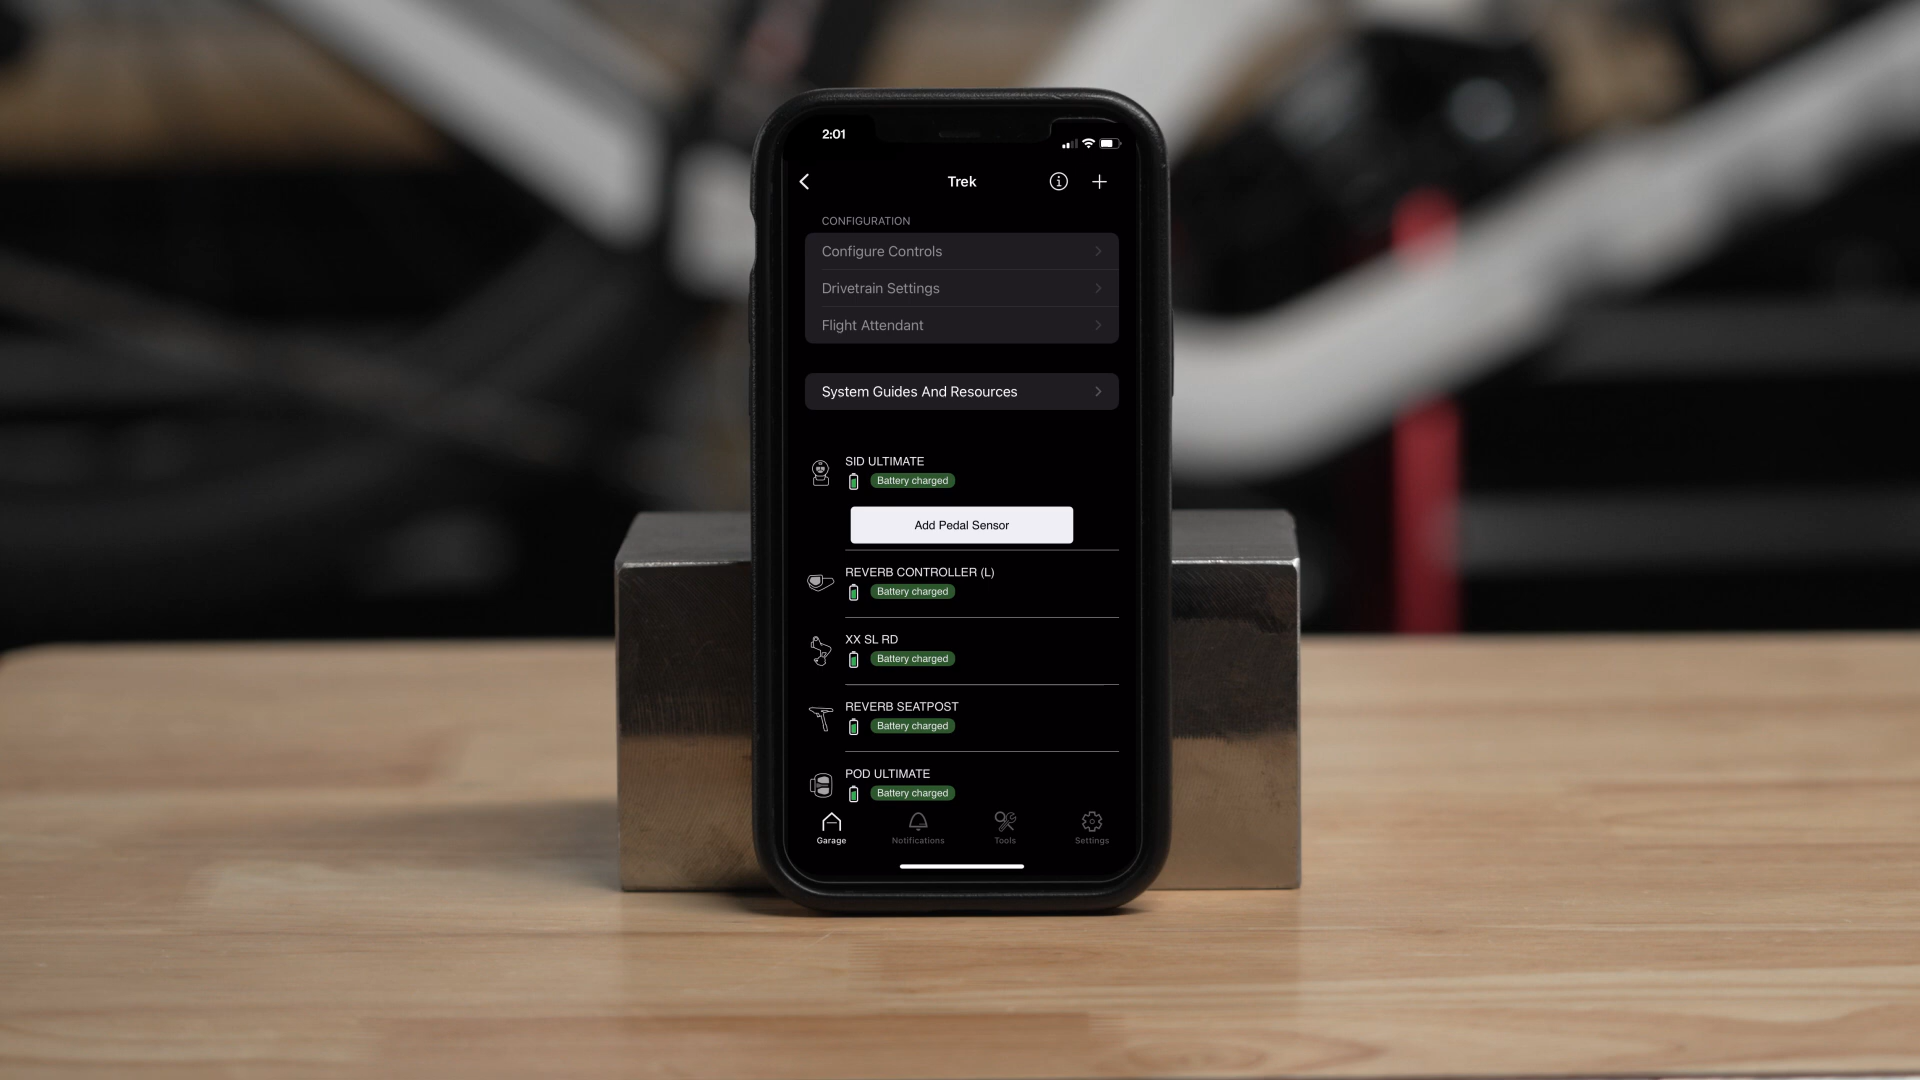 2:01
Trek
CONFIGURATION
Configure Controls
Drivetrain Settings
Flight Attendant
System Guides And Resources
SID ULTIMATE
Battery charged
Add Pedal Sensor
REVERB CONTROLLER (L)
Battery charged
XX SL RD
Battery charged
REVERB SEATPOST
Battery charged
POD ULTIMATE
Battery charged
Garage Notifications Tools Settings